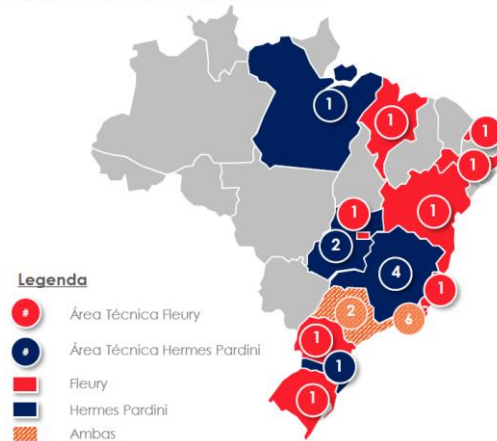 1
1
1
1
1
1
2
4
1
2
6
1
1
1
Legenda
# Área Técnica Fleury
# Área Técnica Hermes Pardini
Fleury
Hermes Pardini
Ambas